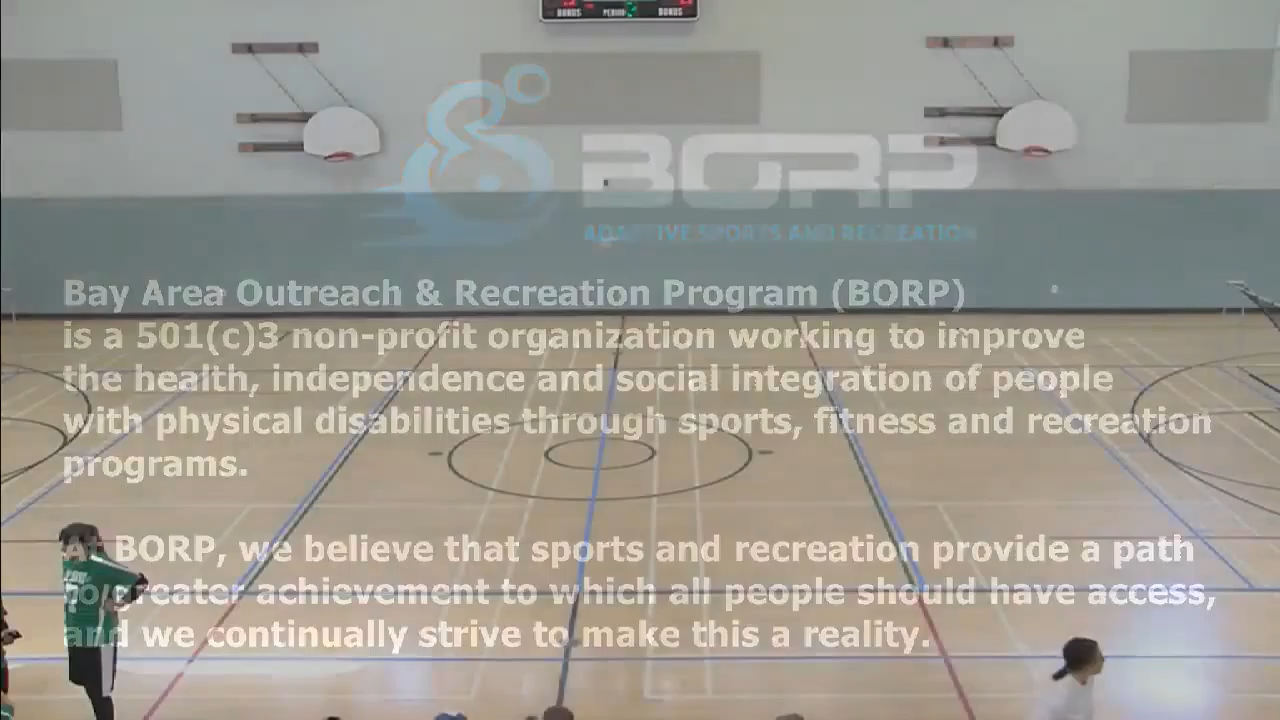 BONUS PERIOD BONUS
BORP
ADAPTIVE SPORTS AND RECREATION
Bay Area Outreach & Recreation Program (BORP)
is a 501(c)3 non-profit organization working to improve
the health, independence and social integration of people
with physical disabilities through sports, fitness and recreation
programs.
At BORP, we believe that sports and recreation provide a path
to greater achievement to which all people should have access,
and we continually strive to make this a reality.